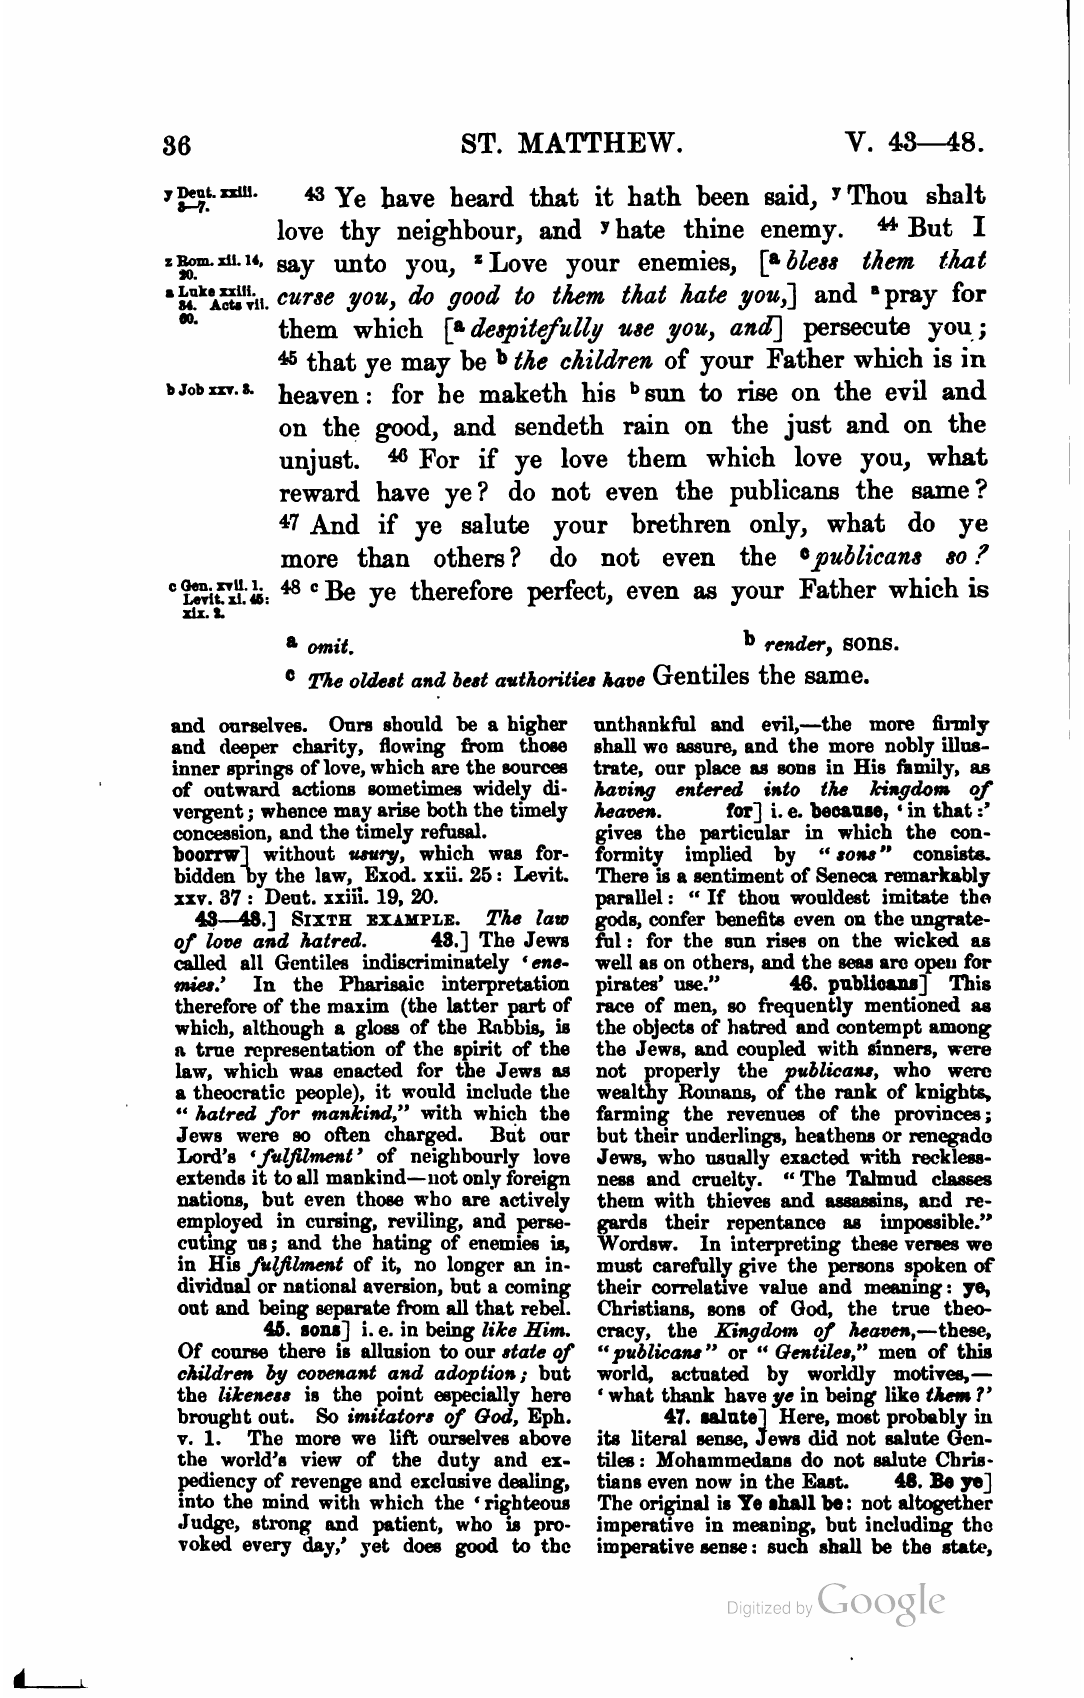 36 ST. MATTHEW. V. 43—48.
y Deut. xxiii.
3—7.
z Rom. xii. 14,
20.
a Luke xxiii.
34. Acts vii.
60.
b Job xxv. 3.
c Gen. xvii. 1.
Levit. xi. 45:
xix. 2.
43 Ye have heard that it hath been said, y Thou shalt
love thy neighbour, and y hate thine enemy. 44 But I
say unto you, z Love your enemies, [a bless them that
curse you, do good to them that hate you,] and a pray for
them which [a despitefully use you, and] persecute you;
45 that ye may be b the children of your Father which is in
heaven: for he maketh his b sun to rise on the evil and
on the good, and sendeth rain on the just and on the
unjust. 46 For if ye love them which love you, what
reward have ye? do not even the publicans the same?
47 And if ye salute your brethren only, what do ye
more than others? do not even the c publicans so?
48 c Be ye therefore perfect, even as your Father which is
a omit. b render, sons.
c The oldest and best authorities have Gentiles the same.
and ourselves. Ours should be a higher
and deeper charity, flowing from those
inner springs of love, which are the sources
of outward actions sometimes widely di-
vergent; whence may arise both the timely
concession, and the timely refusal.
boorrw] without usury, which was for-
bidden by the law, Exod. xxii. 25: Levit.
xxv. 37: Deut. xxiii. 19, 20.
43—48.] SIXTH EXAMPLE. The law
of love and hatred. 43.] The Jews
called all Gentiles indiscriminately ‘ene-
mies.’ In the Pharisaic interpretation
therefore of the maxim (the latter part of
which, although a gloss of the Rabbis, is
a true representation of the spirit of the
law, which was enacted for the Jews as
a theocratic people), it would include the
“hatred for mankind,” with which the
Jews were so often charged. But our
Lord’s ‘fulfilment’ of neighbourly love
extends it to all mankind—not only foreign
nations, but even those who are actively
employed in cursing, reviling, and perse-
cuting us; and the hating of enemies is,
in His fulfilment of it, no longer an in-
dividual or national aversion, but a coming
out and being separate from all that rebel.
45. sons] i. e. in being like Him.
Of course there is allusion to our state of
children by covenant and adoption; but
the likeness is the point especially here
brought out. So imitators of God, Eph.
v. 1. The more we lift ourselves above
the world’s view of the duty and ex-
pediency of revenge and exclusive dealing,
into the mind with which the ‘righteous
Judge, strong and patient, who is pro-
voked every day,’ yet does good to the
unthankful and evil,—the more firmly
shall we assure, and the more nobly illus-
trate, our place as sons in His family, as
having entered into the kingdom of
heaven. for] i. e. because, ‘in that:’
gives the particular in which the con-
formity implied by “sons” consists.
There is a sentiment of Seneca remarkably
parallel: “If thou wouldest imitate the
gods, confer benefits even on the ungrate-
ful: for the sun rises on the wicked as
well as on others, and the seas are open for
pirates’ use.” 46. publicans] This
race of men, so frequently mentioned as
the objects of hatred and contempt among
the Jews, and coupled with sinners, were
not properly the publicans, who were
wealthy Romans, of the rank of knights,
farming the revenues of the provinces;
but their underlings, heathens or renegade
Jews, who usually exacted with reckless-
ness and cruelty. “The Talmud classes
them with thieves and assassins, and re-
gards their repentance as impossible.”
Wordsw. In interpreting these verses we
must carefully give the persons spoken of
their correlative value and meaning: ye,
Christians, sons of God, the true theo-
cracy, the Kingdom of heaven,—these,
“publicans” or “Gentiles,” men of this
world, actuated by worldly motives,—
‘what thank have ye in being like them?’
47. salute] Here, most probably in
its literal sense, Jews did not salute Gen-
tiles: Mohammedans do not salute Chris-
tians even now in the East. 48. Be ye]
The original is Ye shall be: not altogether
imperative in meaning, but including the
imperative sense: such shall be the state,
Digitized by Google